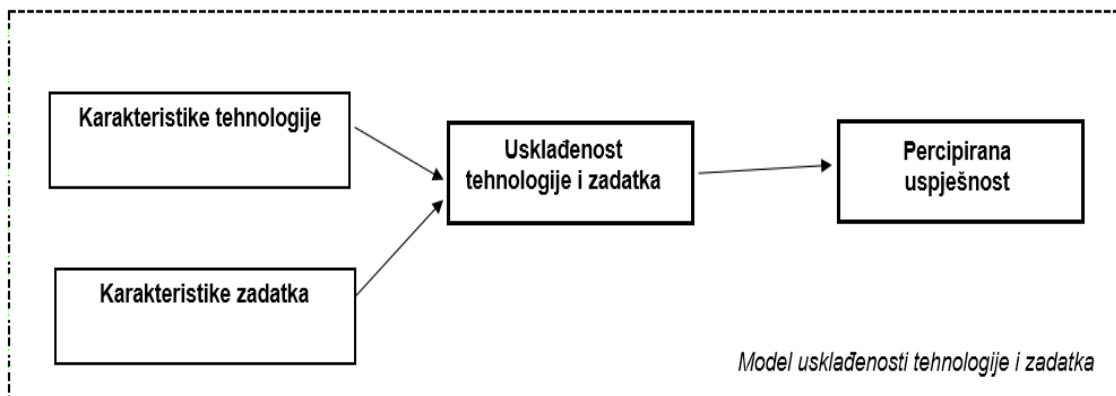 Karakteristike tehnologije
Usklađenost
tehnologije i zadatka
Percipirana
uspješnost
Karakteristike zadatka
Model usklađenosti tehnologije i zadatka